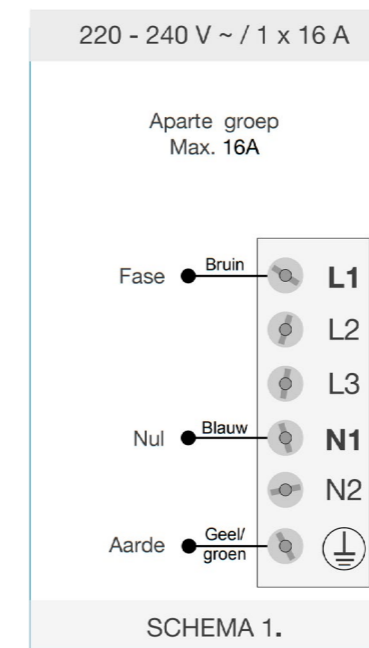 220 - 240 V ~ / 1 x 16 A
Aparte groep
Max. 16A
Fase Bruin L1
L2
L3
Nul Blauw N1
N2
Aarde Geel/
groen
SCHEMA 1.